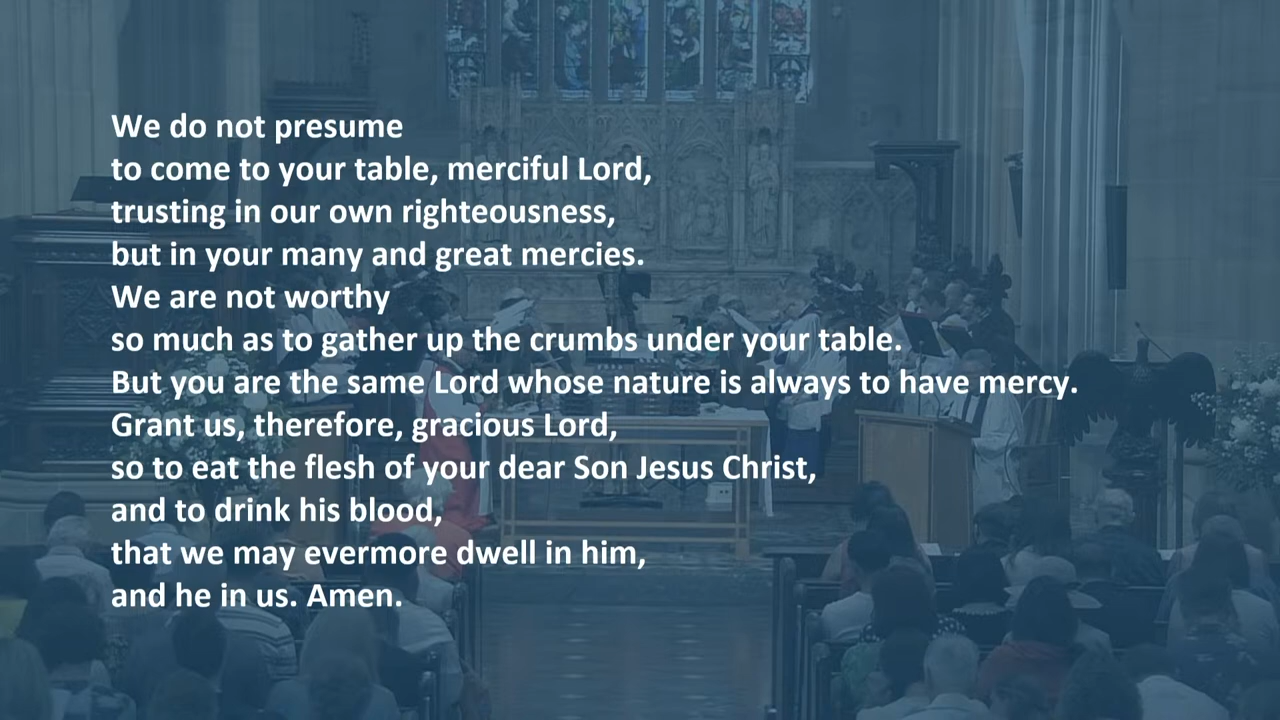 We do not presume
to come to your table, merciful Lord,
trusting in our own righteousness,
but in your many and great mercies.
We are not worthy
so much as to gather up the crumbs under your table.
But you are the same Lord whose nature is always to have mercy.
Grant us, therefore, gracious Lord,
so to eat the flesh of your dear Son Jesus Christ,
and to drink his blood,
that we may evermore dwell in him,
and he in us. Amen.